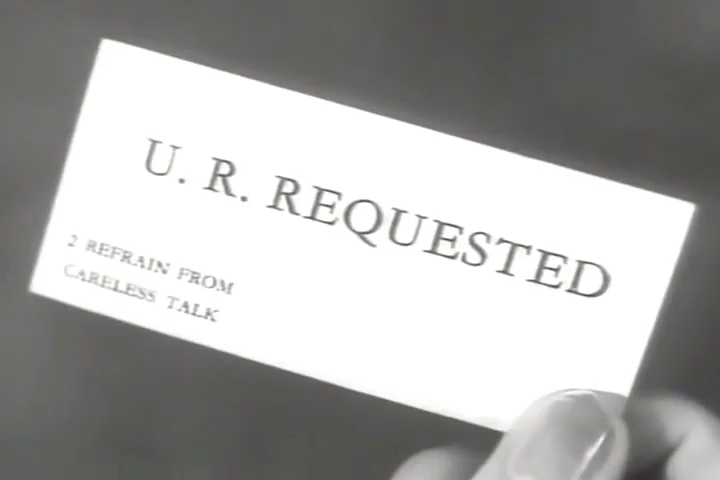 U. R. REQUESTED
2 REFRAIN FROM
CARELESS TALK